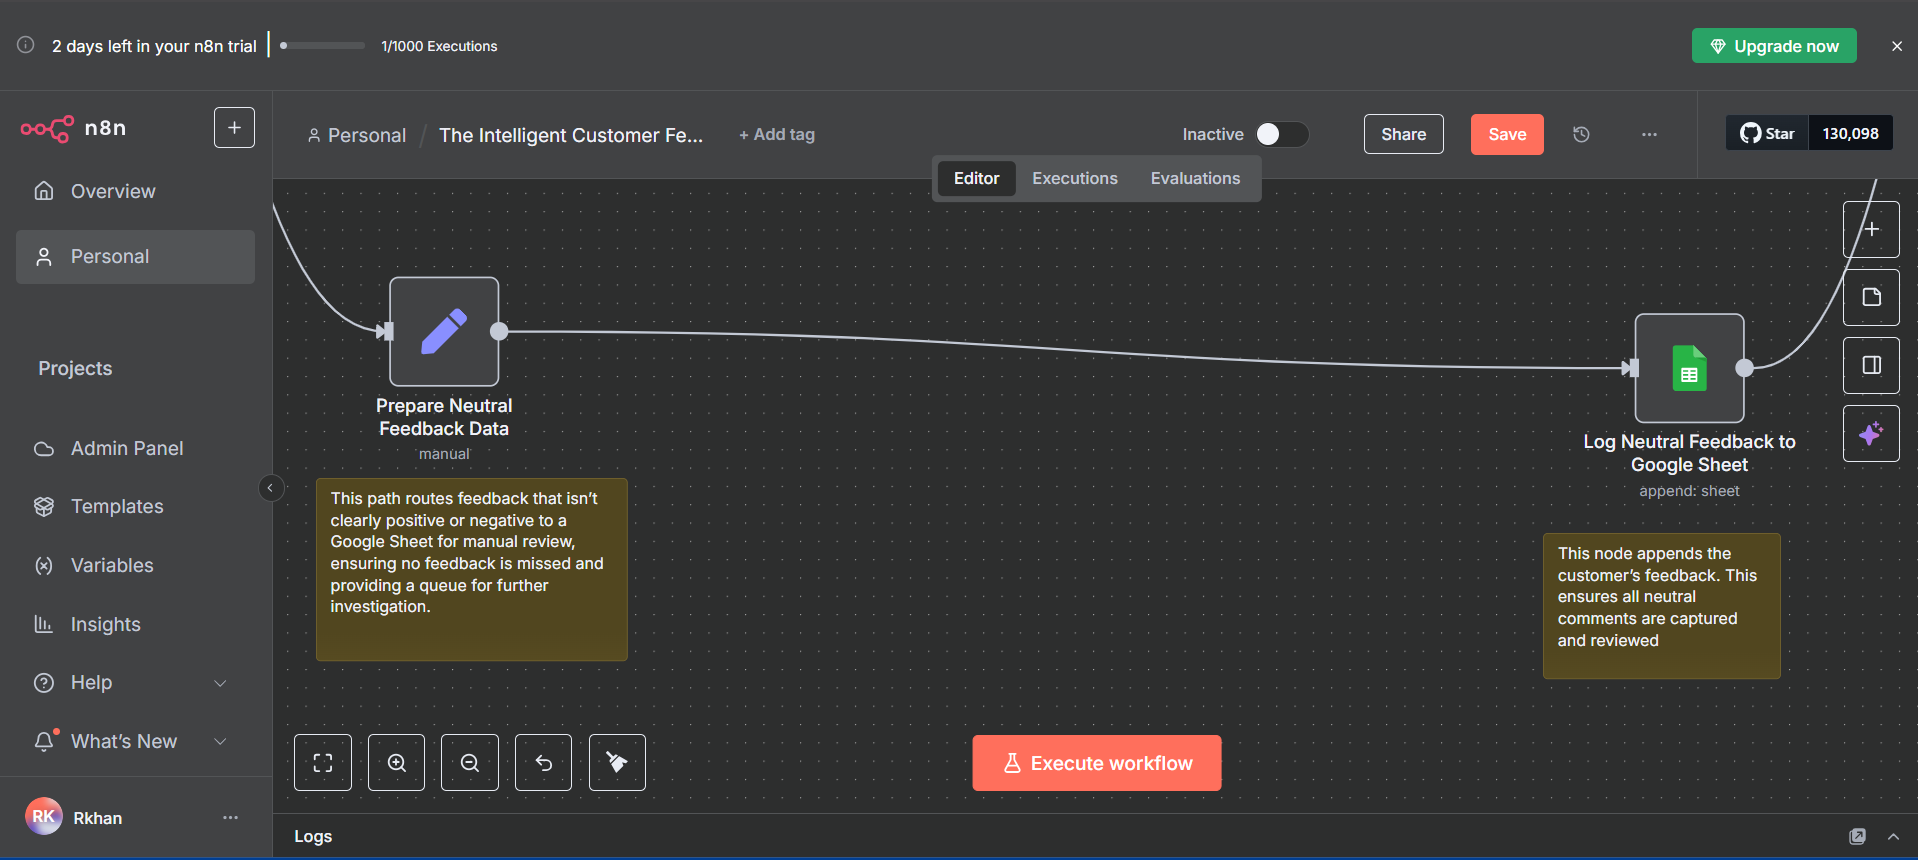 2 days left in your n8n trial
1/1000 Executions
Upgrade now
n8n
Personal / The Intelligent Customer Fe...
+ Add tag
Inactive
Share
Save
Star
130,098
Editor
Executions
Evaluations
Overview
Personal
Projects
Admin Panel
Templates
Variables
Insights
Help
What's New
RK
Rkhan
Prepare Neutral
Feedback Data
manual
This path routes feedback that isn't
clearly positive or negative to a
Google Sheet for manual review,
ensuring no feedback is missed and
providing a queue for further
investigation.
Log Neutral Feedback to
Google Sheet
append: sheet
This node appends the
customer's feedback. This
ensures all neutral
comments are captured
and reviewed
Execute workflow
Logs